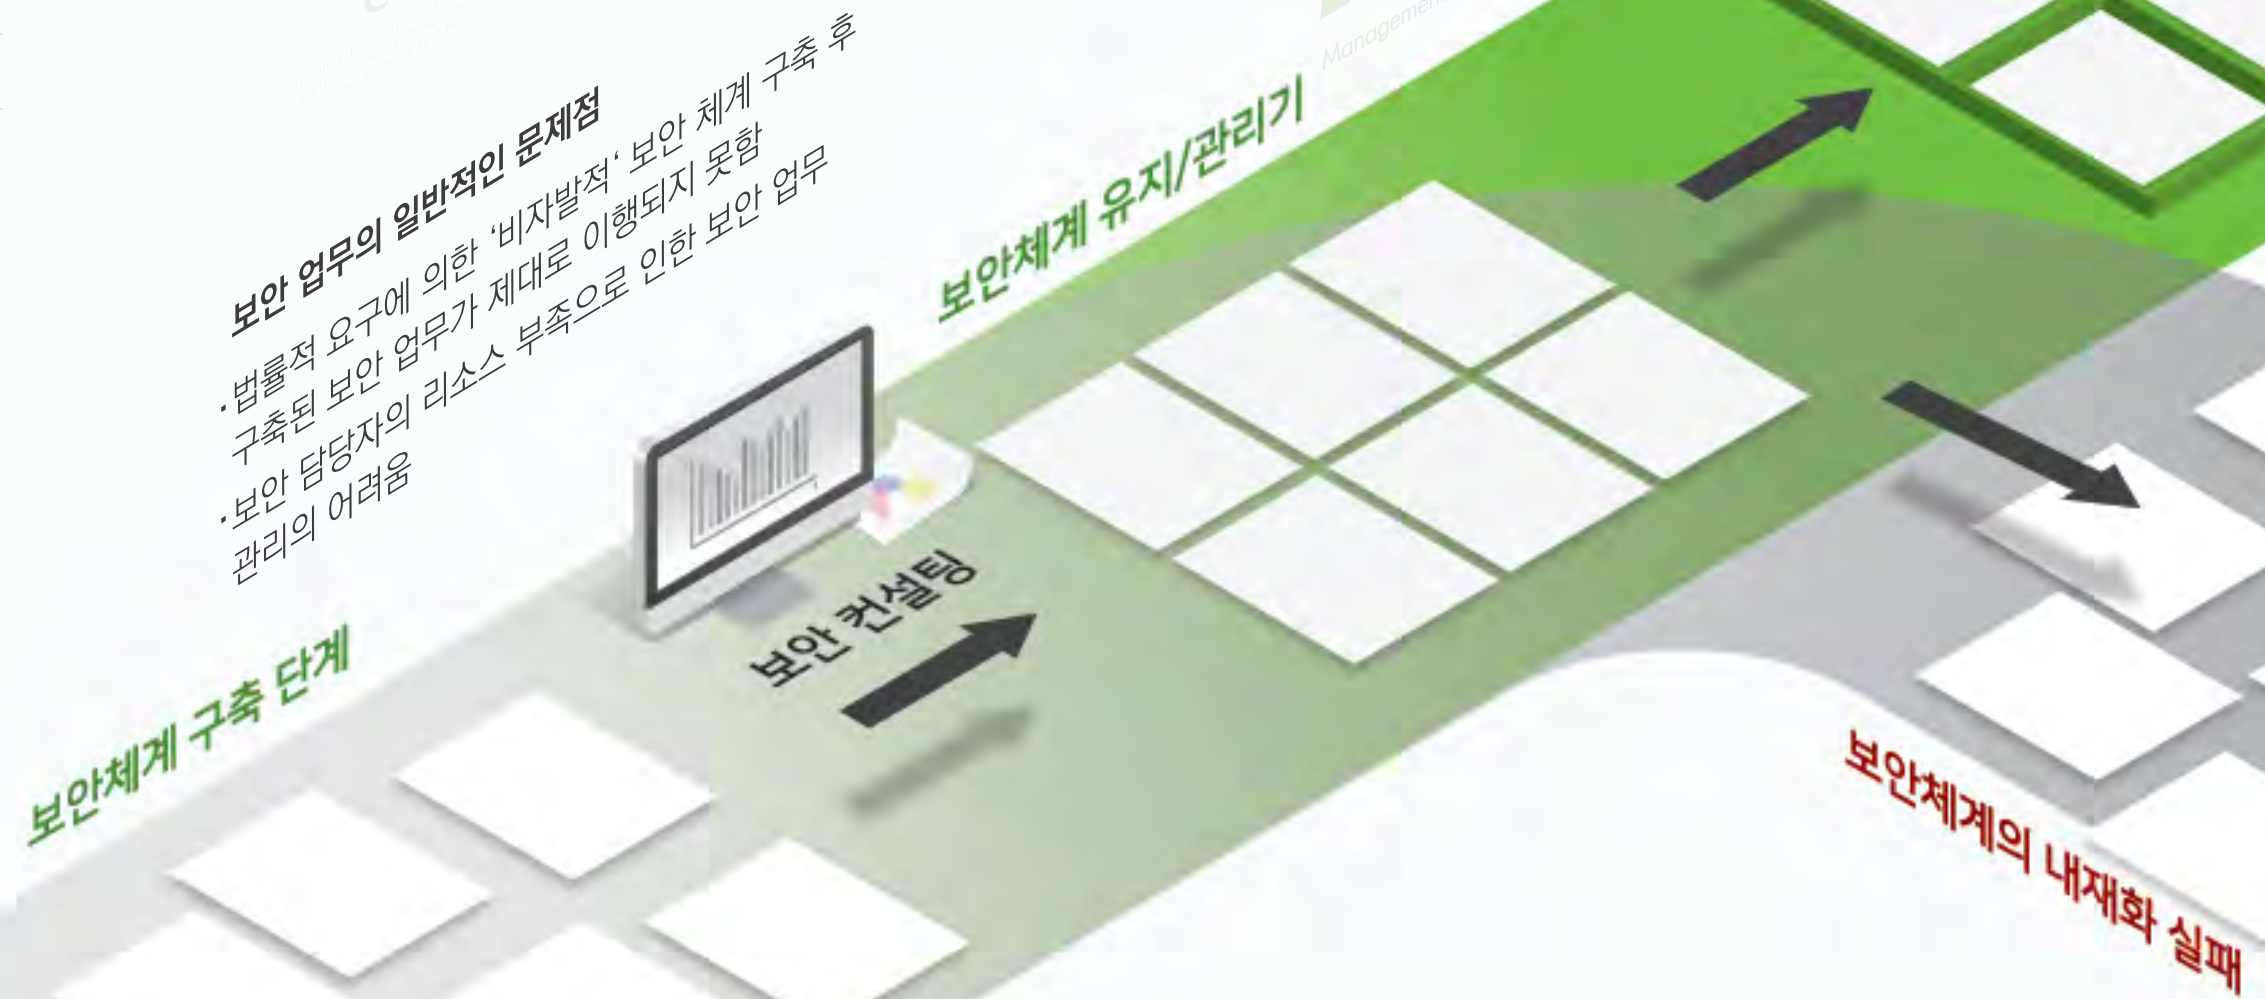 보안 업무의 일반적인 문제점
·법률적 요구에 의한 ‘비자발적‘ 보안 체계 구축 후
구축된 보안 업무가 제대로 이행되지 못함
·보안 담당자의 리소스 부족으로 인한 보안 업무
관리의 어려움
보안체계 유지/관리기
보안체계 구축 단계
보안 컨설팅
보안체계의 내재화 실패
Management